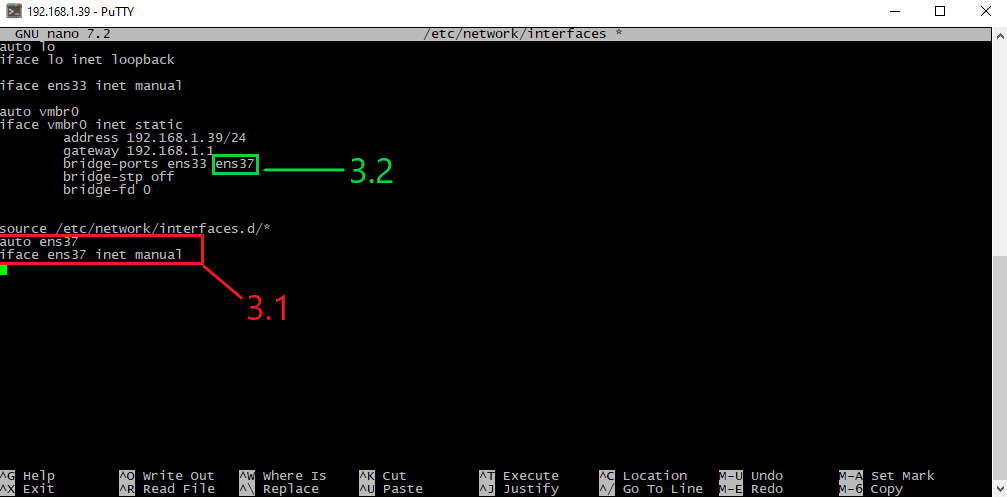 192.168.1.39 - PuTTY
GNU nano 7.2 /etc/network/interfaces *
auto lo
iface lo inet loopback
iface ens33 inet manual
auto vmbr0
iface vmbr0 inet static
address 192.168.1.39/24
gateway 192.168.1.1
bridge-ports ens33 ens37
bridge-stp off
bridge-fd 0
3.2
source /etc/network/interfaces.d/*
auto ens37
iface ens37 inet manual
3.1
^G Help ^O Write Out ^W Where Is ^K Cut ^T Execute ^C Location M-U Undo M-A Set Mark
^X Exit ^R Read File ^\ Replace ^U Paste ^J Justify ^/ Go To Line M-E Redo M-6 Copy